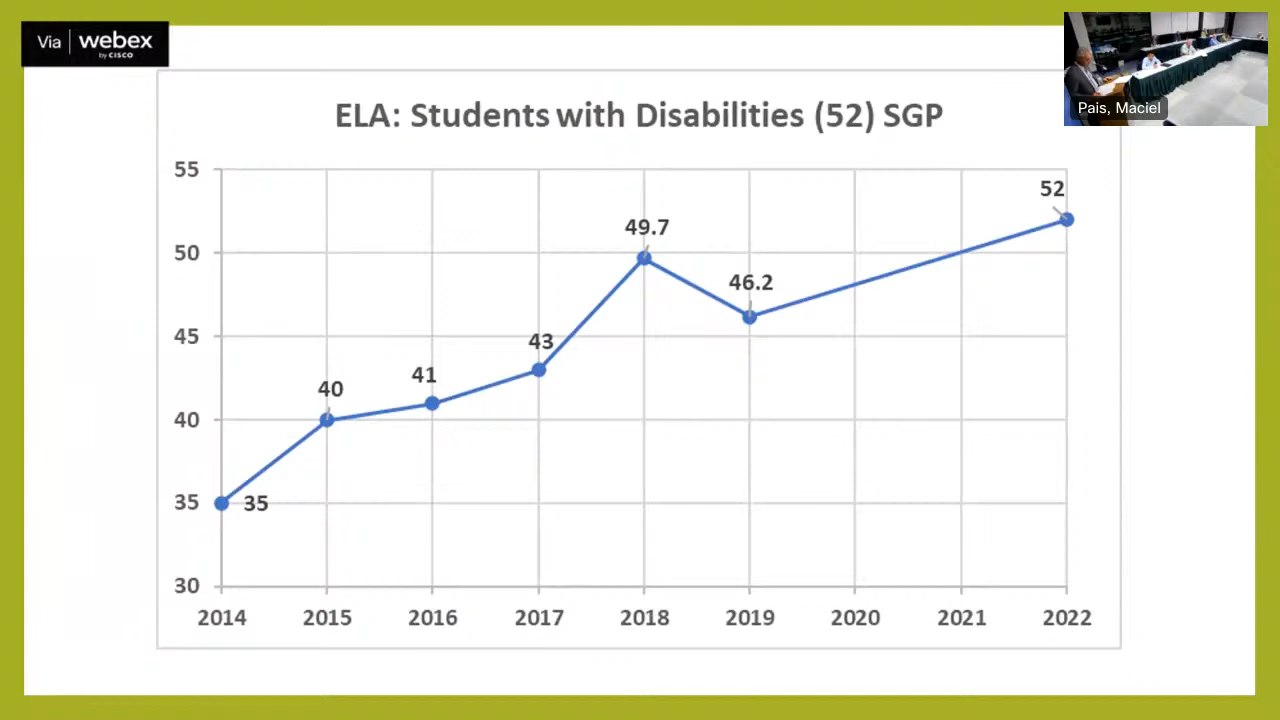 Via | webex
by CISCO
Pais, Maciel
ELA: Students with Disabilities (52) SGP
55
50
45
40
35
30
35
40
41
43
49.7
46.2
52
2014 2015 2016 2017 2018 2019 2020 2021 2022